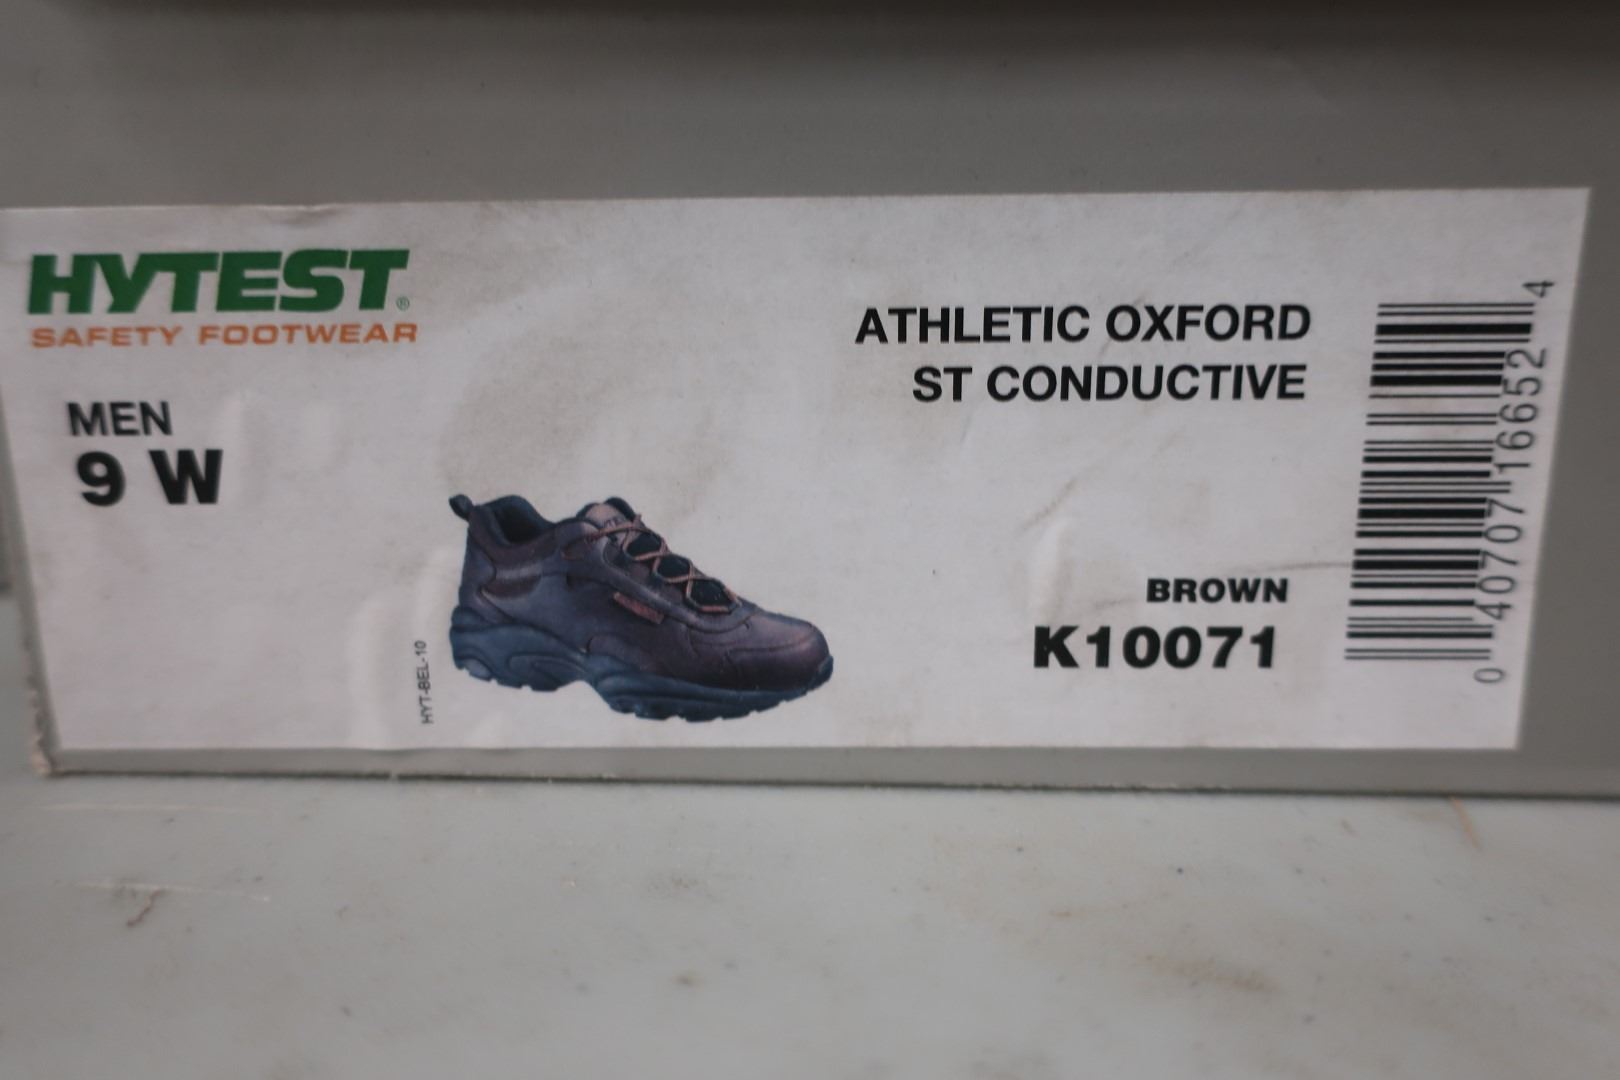 HYTEST®
SAFETY FOOTWEAR
MEN
9 W
HYT-BEL-10
ATHLETIC OXFORD
ST CONDUCTIVE
BROWN
K10071
0 40707 16652 4